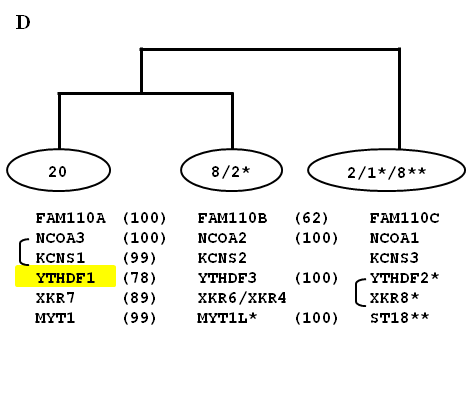 D
20 8/2* 2/1*/8**
FAM110A (100) FAM110B (62) FAM110C
NCOA3 (100) NCOA2 (100) NCOA1
KCNS1 (99) KCNS2 KCNS3
YTHDF1 (78) YTHDF3 (100) YTHDF2*
XKR7 (89) XKR6/XKR4 XKR8*
MYT1 (99) MYT1L* (100) ST18**